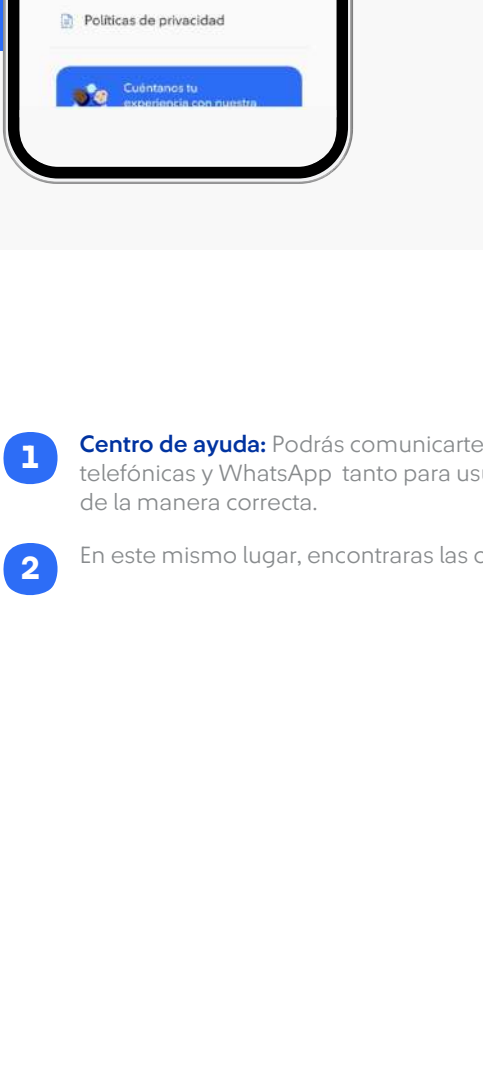 Políticas de privacidad
Cuéntanos tu
experiencia con nuestra
1
Centro de ayuda: Podrás comunicarte
telefónicas y WhatsApp tanto para usu
de la manera correcta.
2
En este mismo lugar, encontraras las